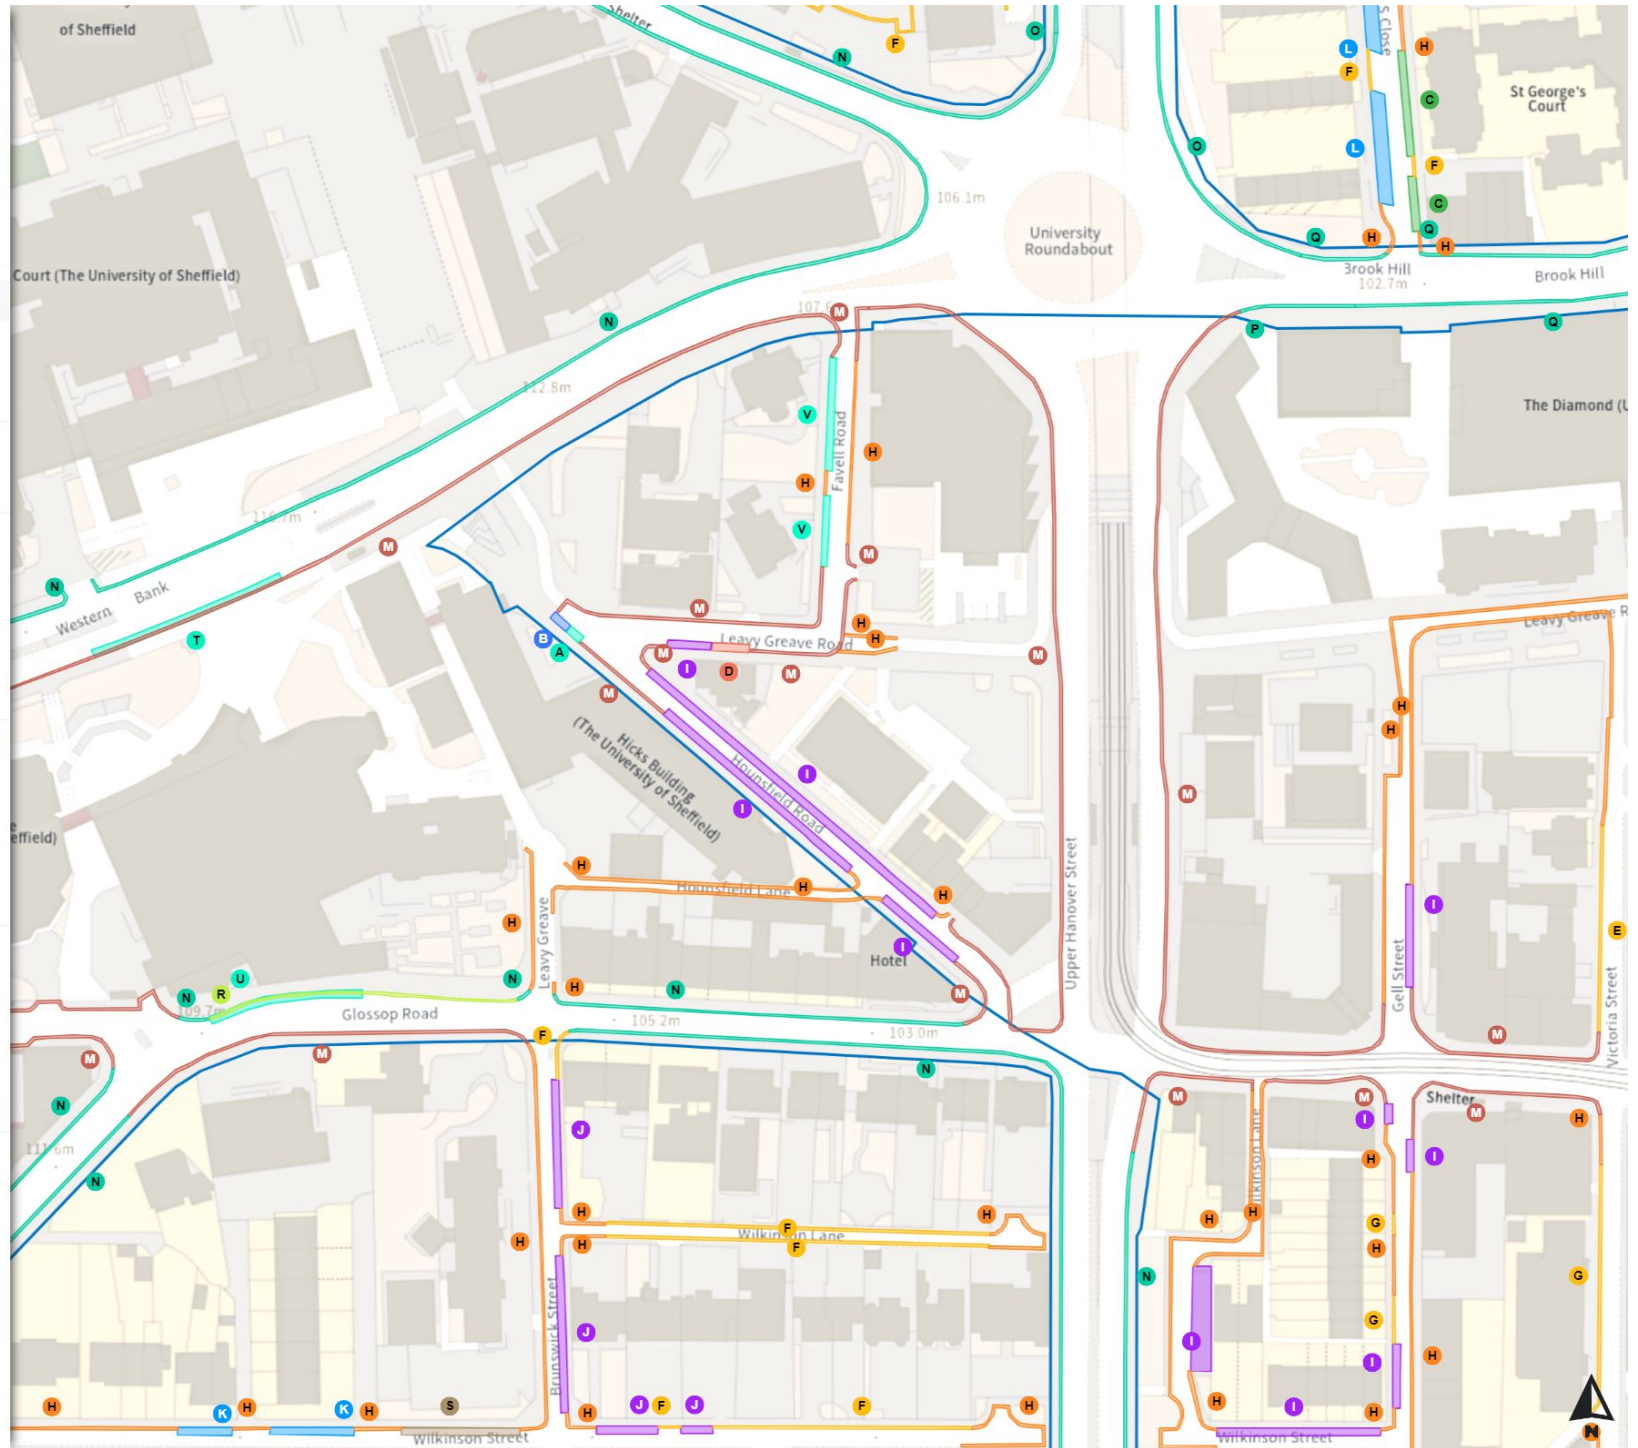 of Sheffield
Shelter
s Close
St George's
Court
106.1m
University
Roundabout
Court (The University of Sheffield)
Brook Hill
102.7m
Brook Hill
112.8m
Favell Road
The Diamond (U
Western Bank
Leavy Greave Road
Leavy Greave R
Hicks Building
(The University of Sheffield)
Hounsfield Road
effield)
Hounsfield Lane
Leavy Greave
Upper Hanover Street
Gell Street
Victoria Street
Hotel
109.7m
Glossop Road
105.2m
103.0m
Shelter
111.6m
Wilkinson Lane
Wilkinson Lane
Brunswick Street
Wilkinson Street
Wilkinson Street
N
F
O
L
F
H
C
O
L
F
C
Q
H
Q
H
M
N
P
Q
V
H
H
V
M
M
N
M
T
B
A
M
H
H
M
I
D
M
M
M
H
H
I
I
M
H
H
H
H
I
E
I
U
R
N
N
H
N
M
F
M
M
M
N
N
M
M
I
M
H
J
H
I
N
H
H
H
H
G
H
F
F
H
H
N
G
G
J
I
I
H
H
K
H
K
H
S
H
J
F
J
F
H
H
I
H